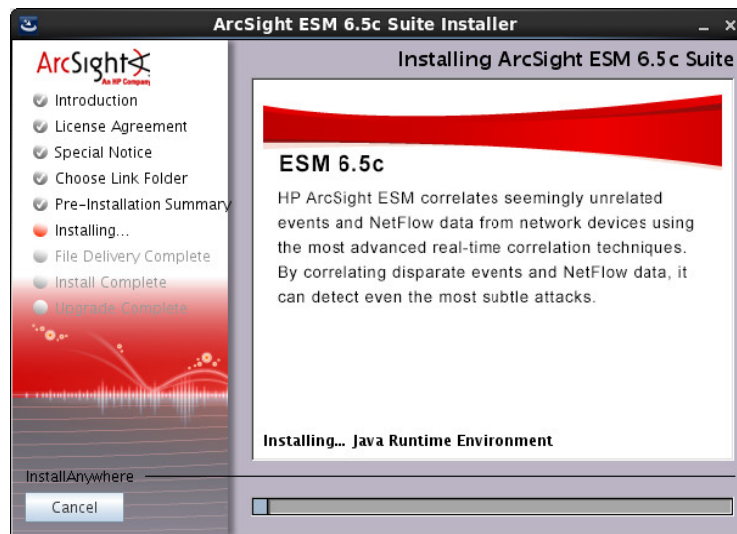 ArcSight ESM 6.5c Suite Installer
ArcSight
An HP Company
Installing ArcSight ESM 6.5c Suite
Introduction
License Agreement
Special Notice
Choose Link Folder
Pre-Installation Summary
Installing...
File Delivery Complete
Install Complete
Upgrade Complete
ESM 6.5c
HP ArcSight ESM correlates seemingly unrelated
events and NetFlow data from network devices using
the most advanced real-time correlation techniques.
By correlating disparate events and NetFlow data, it
can detect even the most subtle attacks.
Installing... Java Runtime Environment
InstallAnywhere
Cancel